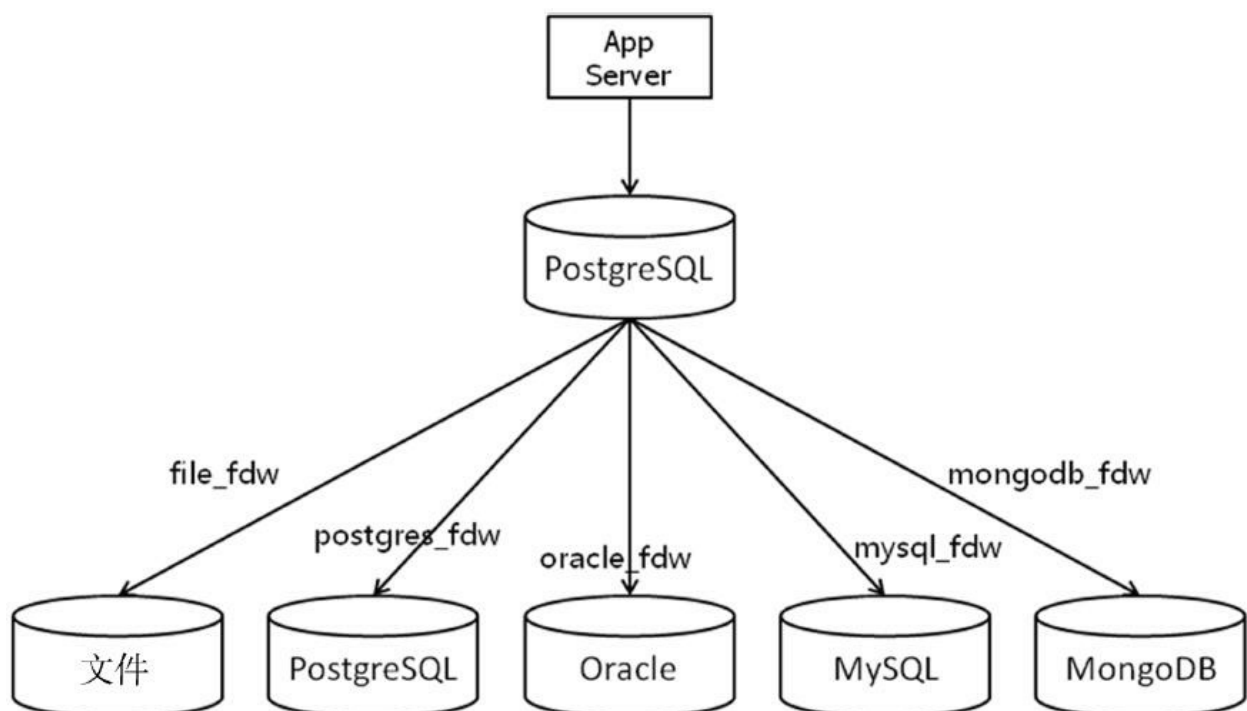 App
Server
PostgreSQL
file_fdw
mongodb_fdw
postgres_fdw
oracle_fdw
mysql_fdw
文件
PostgreSQL
Oracle
MySQL
MongoDB